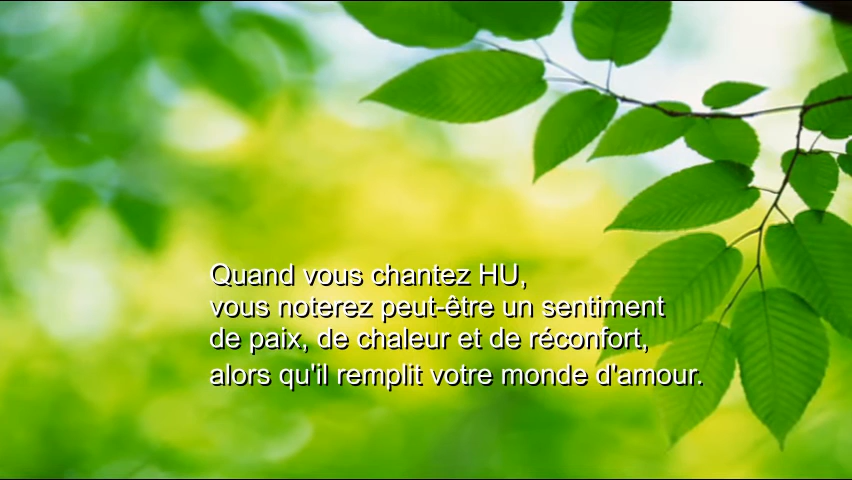 Quand vous chantez HU,
vous noterez peut-être un sentiment
de paix, de chaleur et de réconfort,
alors qu'il remplit votre monde d'amour.